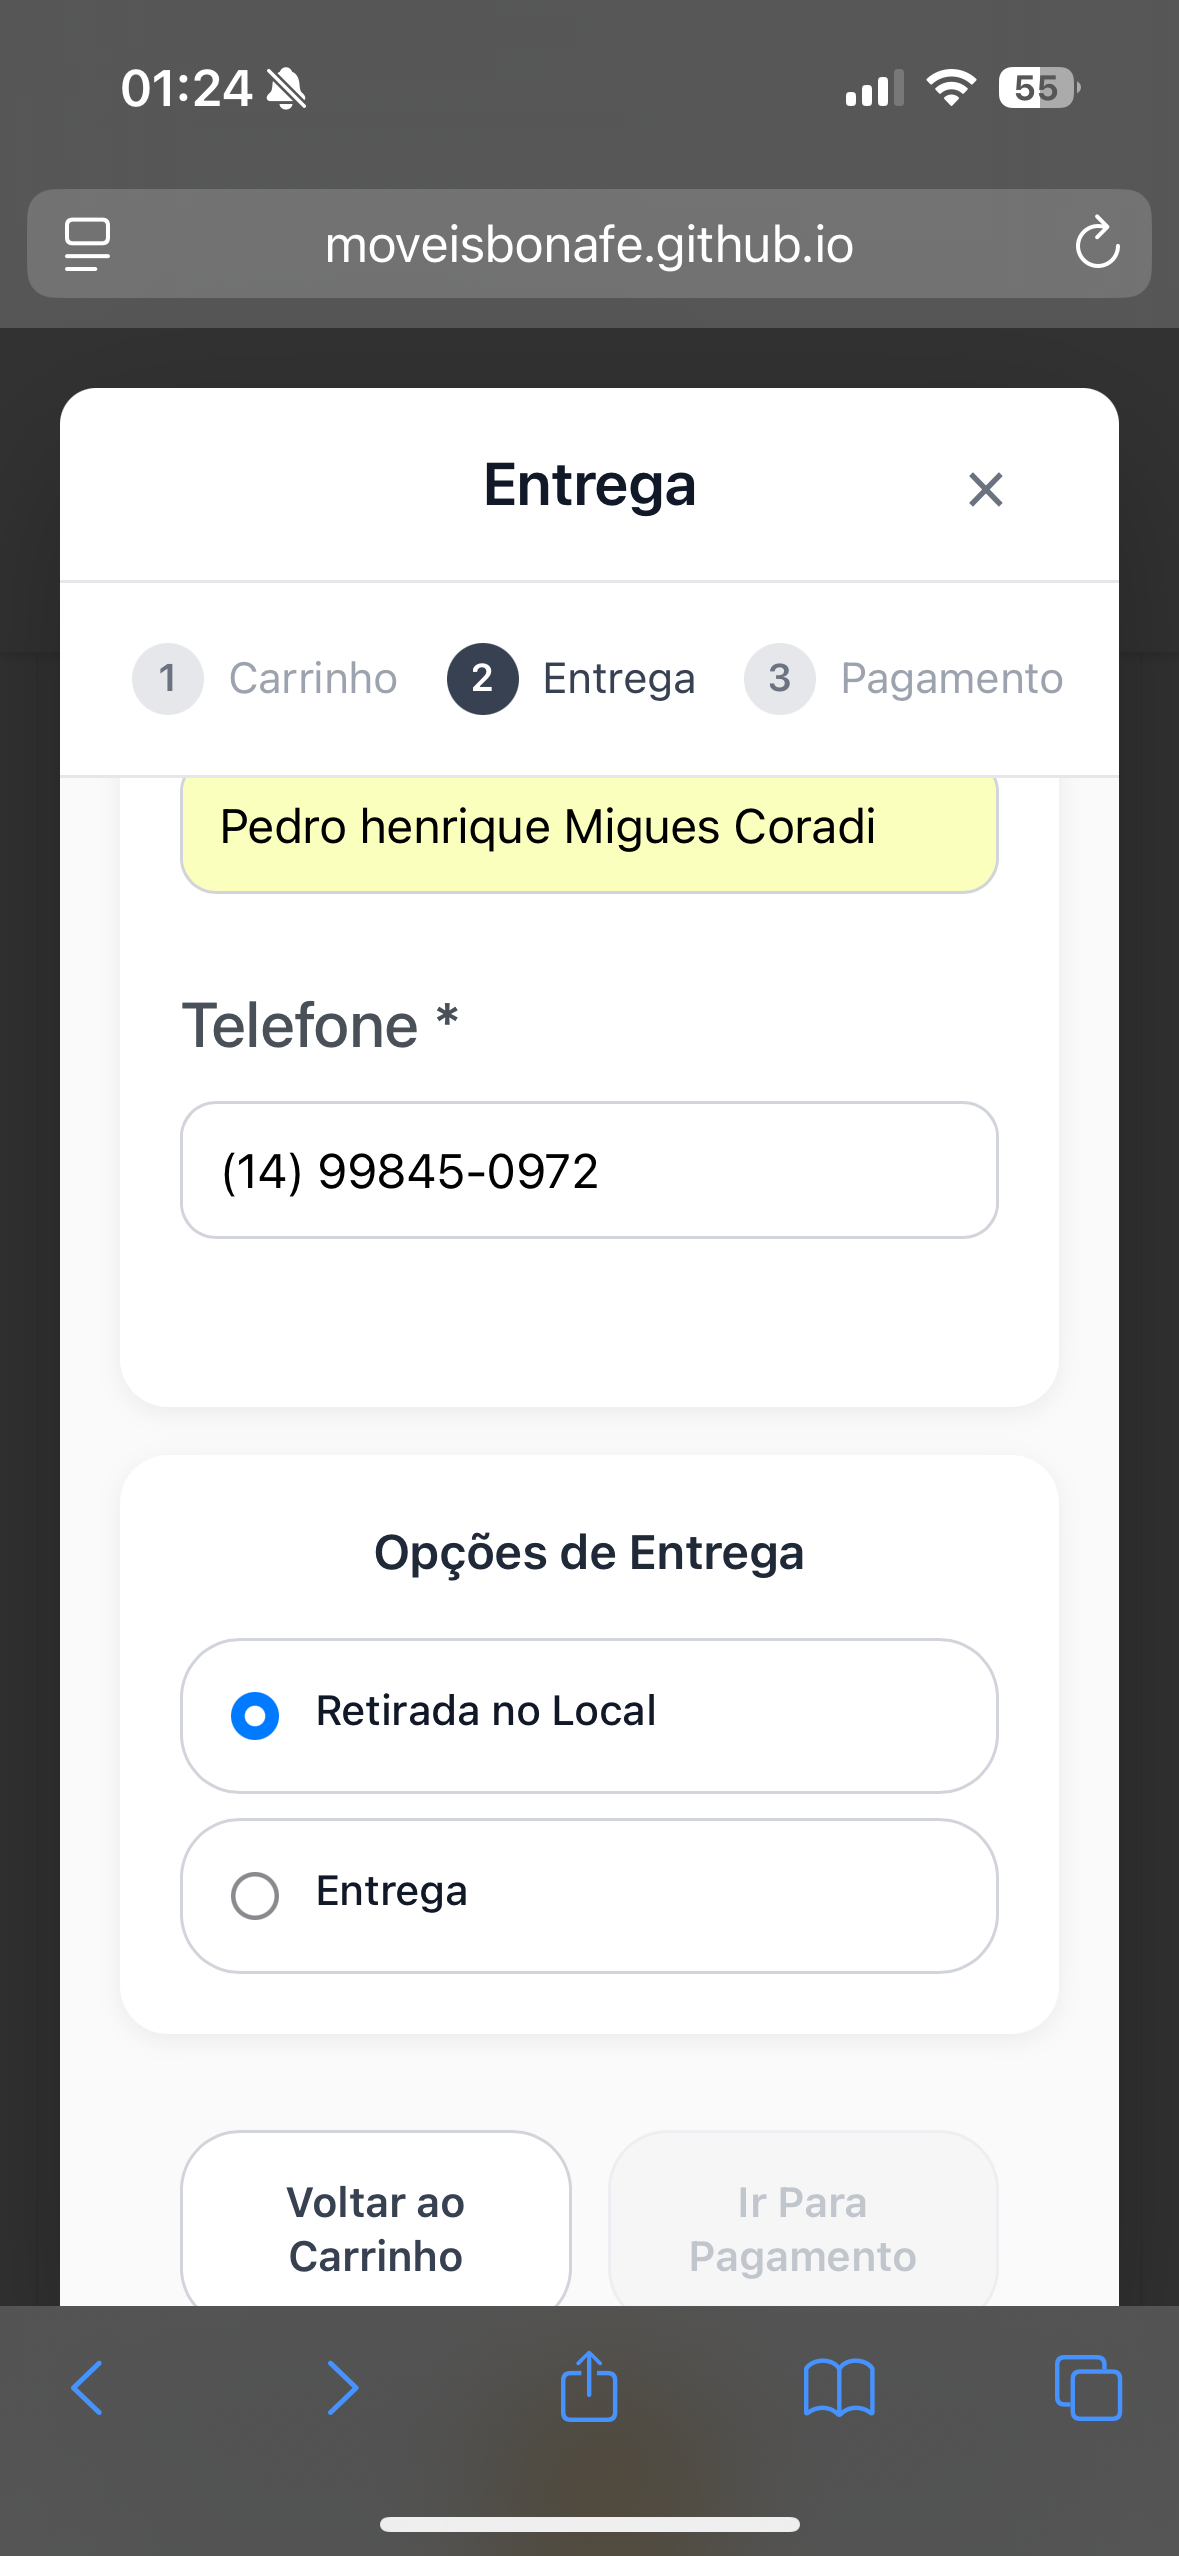 01:24
55
moveisbonafe.github.io
Entrega
1 Carrinho 2 Entrega 3 Pagamento
Pedro henrique Migues Coradi
Telefone *
(14) 99845-0972
Opções de Entrega
Retirada no Local
Entrega
Voltar ao
Carrinho
Ir Para
Pagamento